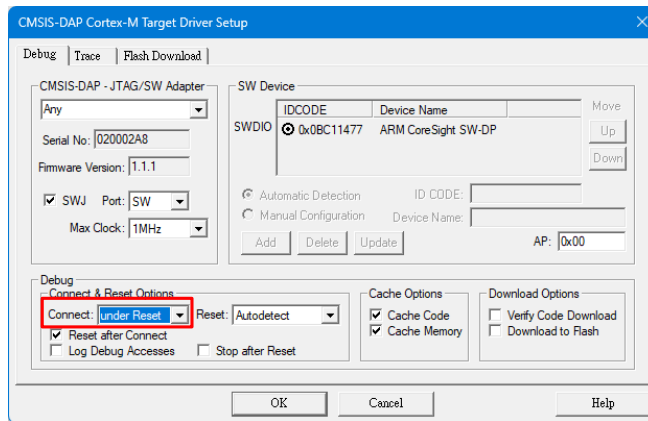 CMSIS-DAP Cortex-M Target Driver Setup
Debug Trace Flash Download
CMSIS-DAP - JTAG/SW Adapter
Any
Serial No: 020002A8
Firmware Version: 1.1.1
SWJ Port: SW
Max Clock: 1MHz
SW Device
IDCODE Device Name
SWDIO 0x0BC11477 ARM CoreSight SW-DP
Move
Up
Down
Automatic Detection ID CODE:
Manual Configuration Device Name:
Add Delete Update AP: 0x00
Debug
Connect & Reset Options
Connect: under Reset Reset: Autodetect
Reset after Connect
Log Debug Accesses Stop after Reset
Cache Options
Cache Code
Cache Memory
Download Options
Verify Code Download
Download to Flash
OK Cancel Help